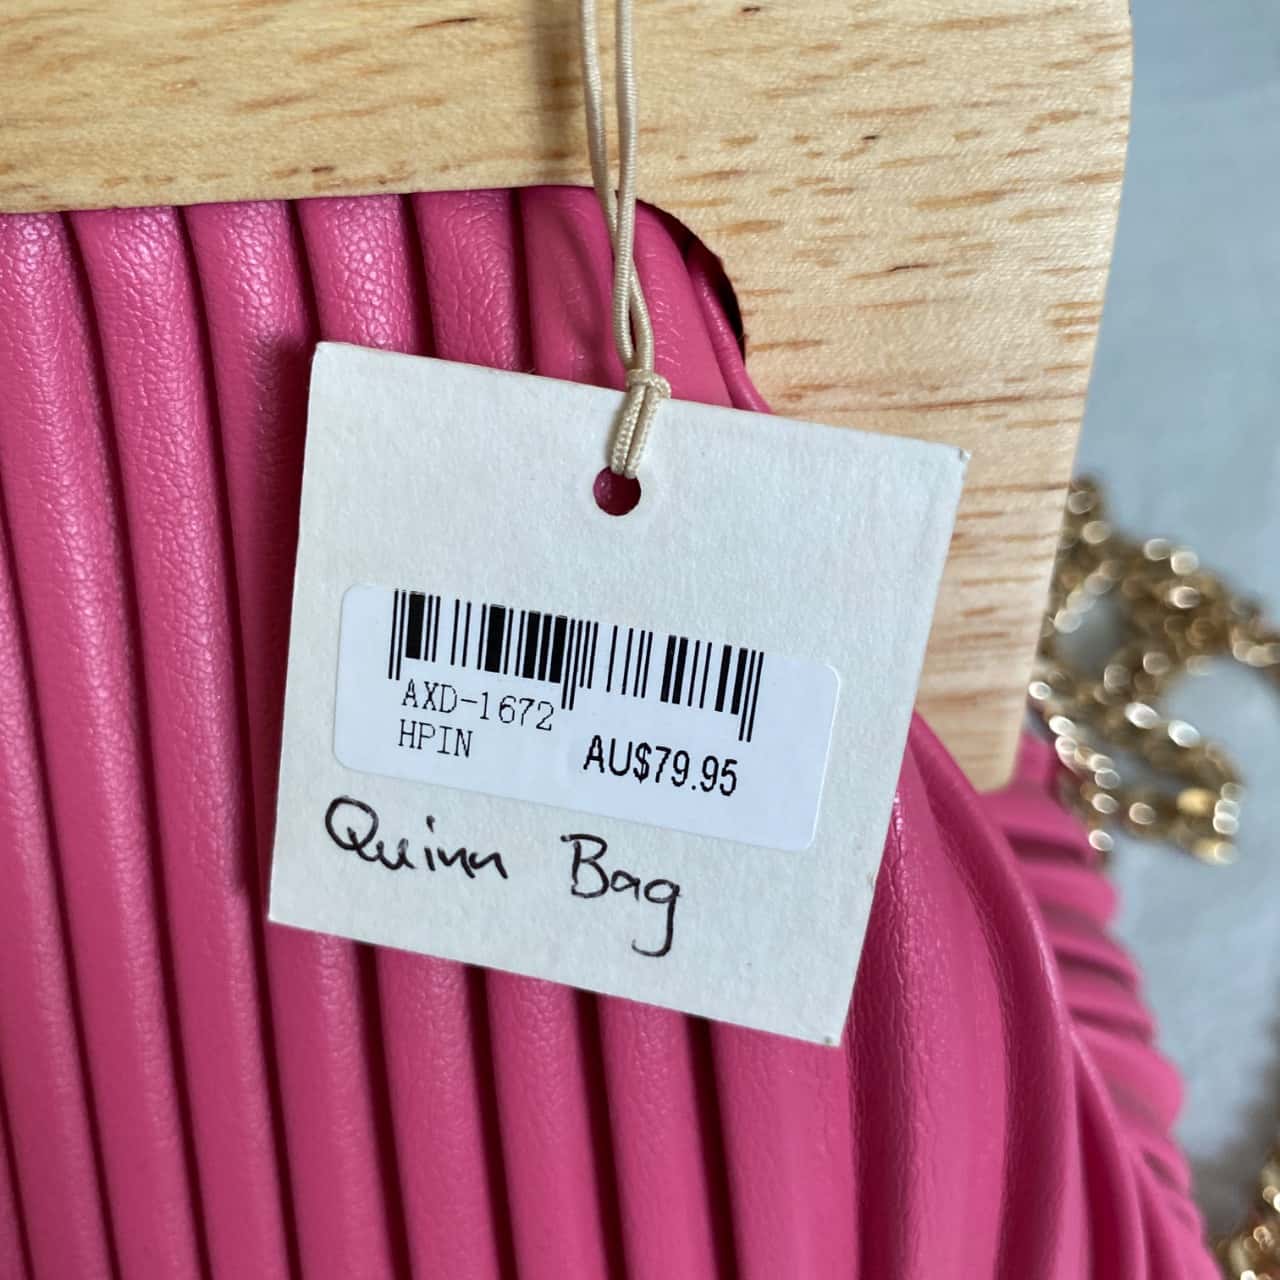 AXD-1672
HPIN
AU$79.95
Quinn Bag